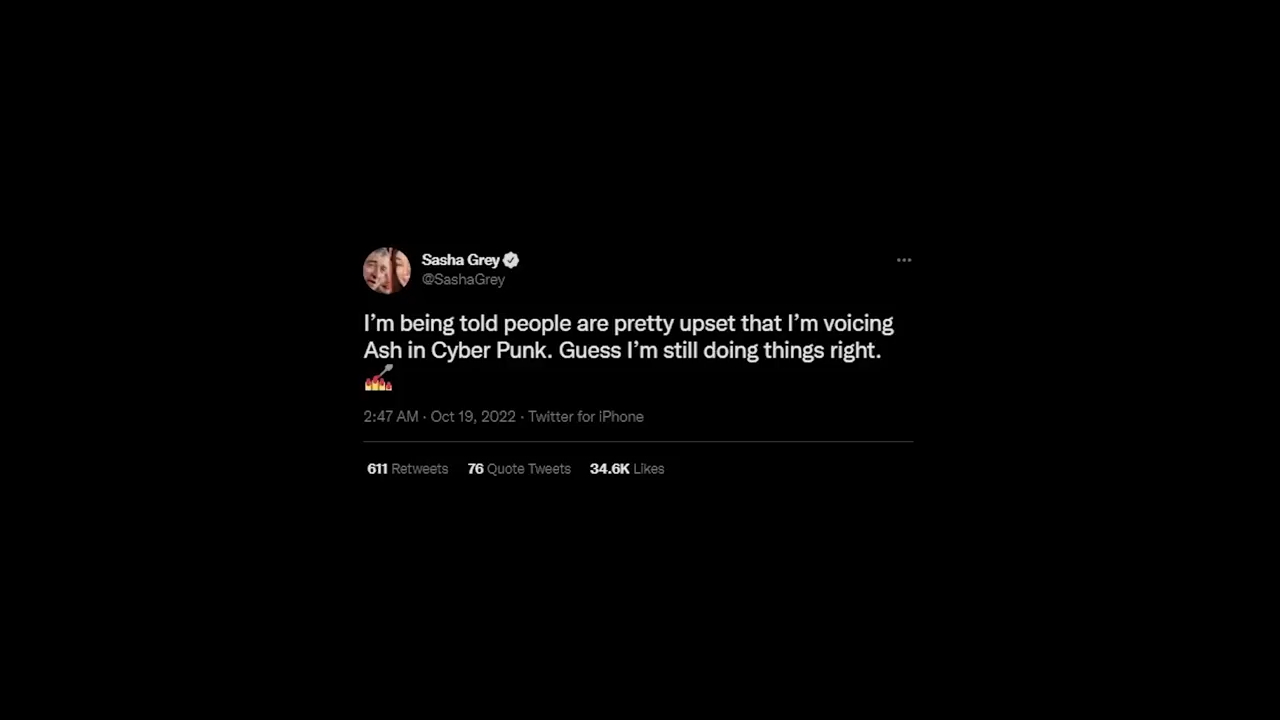 Sasha Grey
@SashaGrey
I'm being told people are pretty upset that I'm voicing
Ash in Cyber Punk. Guess I'm still doing things right.
💅
2:47 AM · Oct 19, 2022 · Twitter for iPhone
611 Retweets 76 Quote Tweets 34.6K Likes